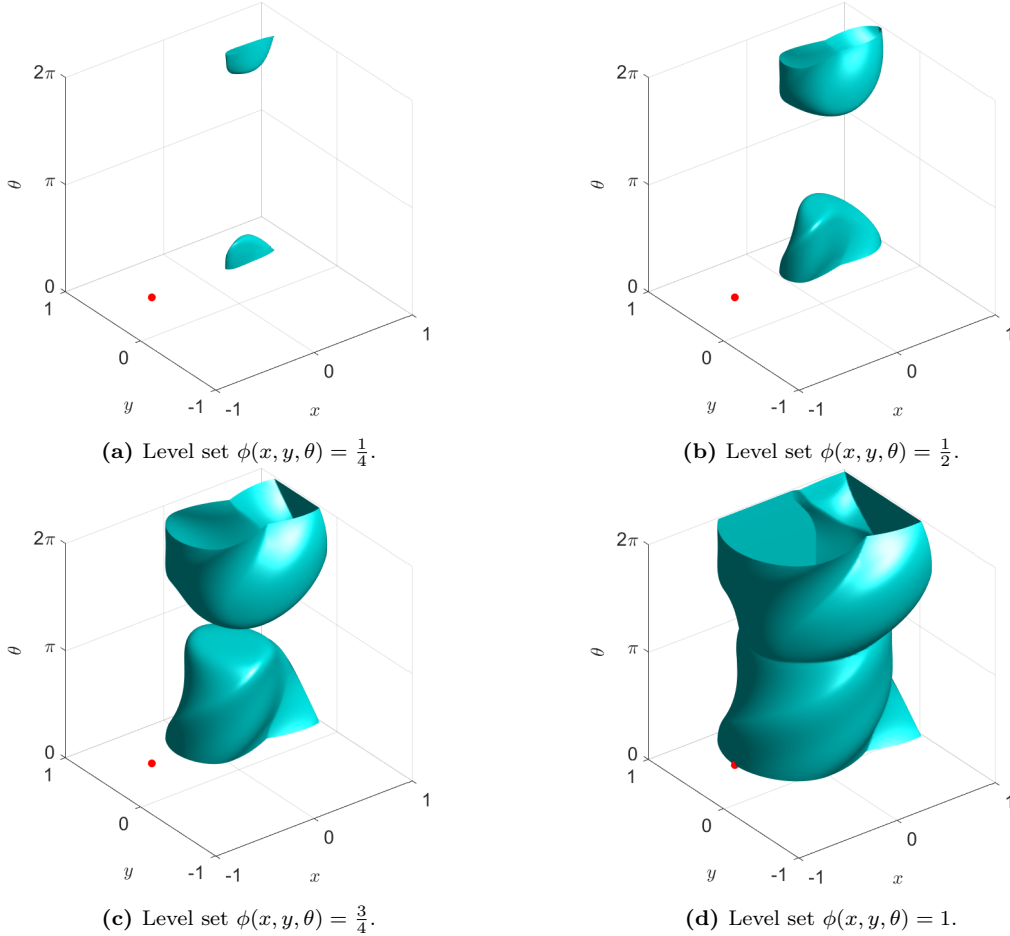 2π
π
θ
0
1
0
-1
y
-1
0
1
x
(a) Level set ϕ(x, y, θ) = 1/4.
2π
π
θ
0
1
0
-1
y
-1
0
1
x
(b) Level set ϕ(x, y, θ) = 1/2.
2π
π
θ
0
1
0
-1
y
-1
0
1
x
(c) Level set ϕ(x, y, θ) = 3/4.
2π
π
θ
0
1
0
-1
y
-1
0
1
x
(d) Level set ϕ(x, y, θ) = 1.